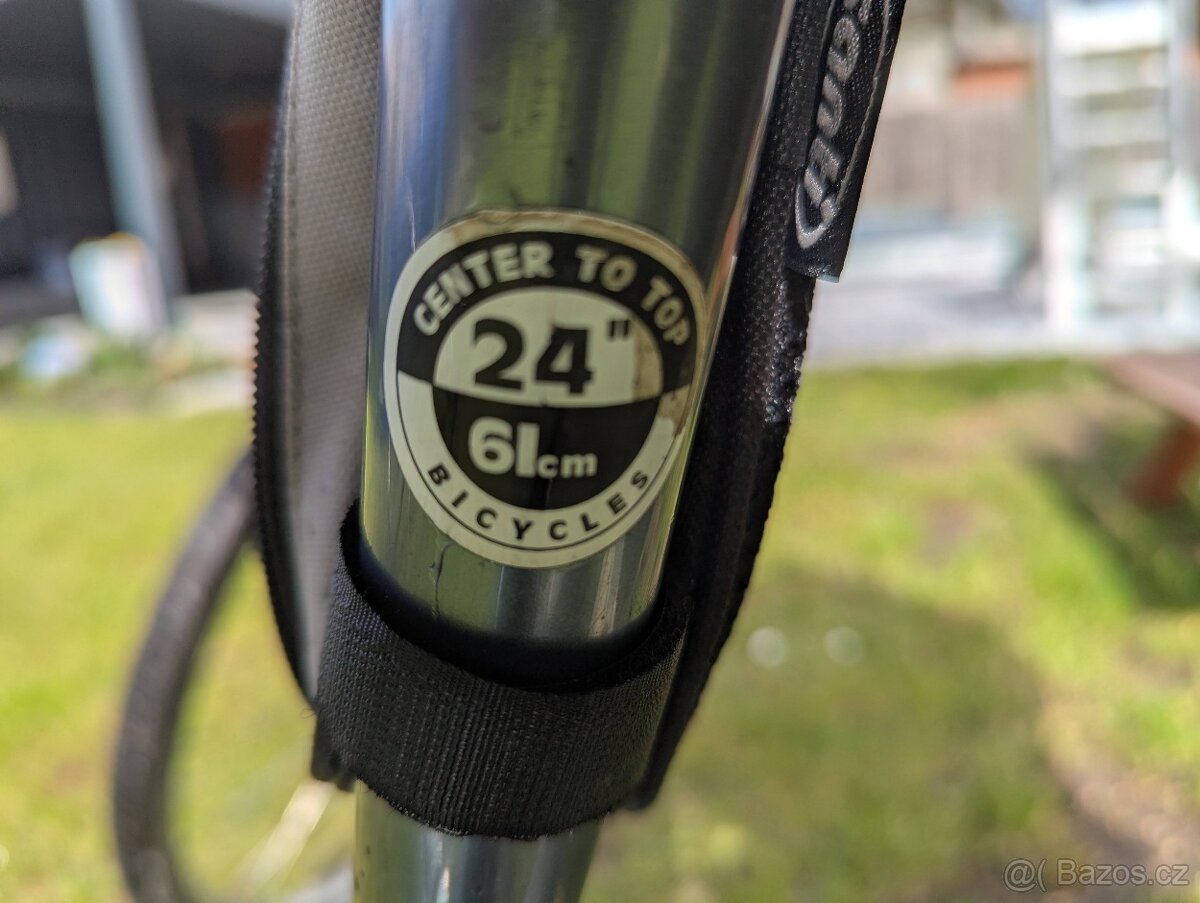 CENTER TO TOP
24"
61cm
BICYCLES
@( Bazos.cz